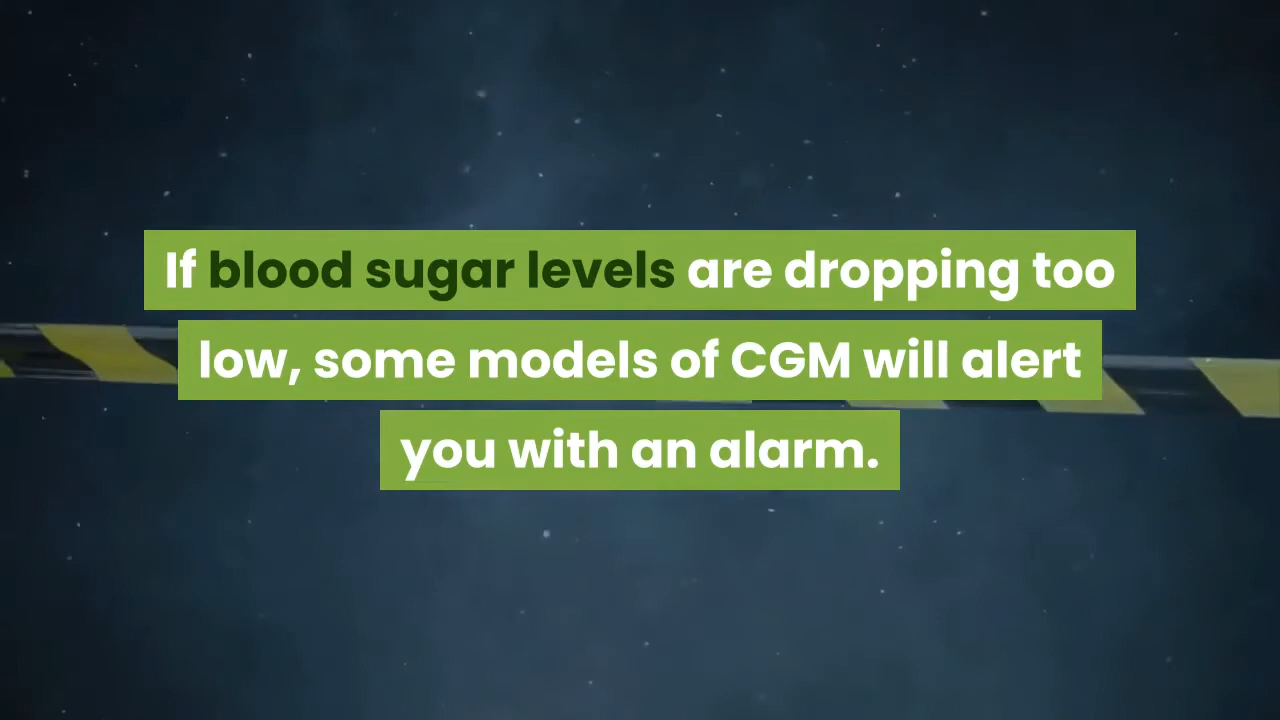 If blood sugar levels are dropping too
low, some models of CGM will alert
you with an alarm.